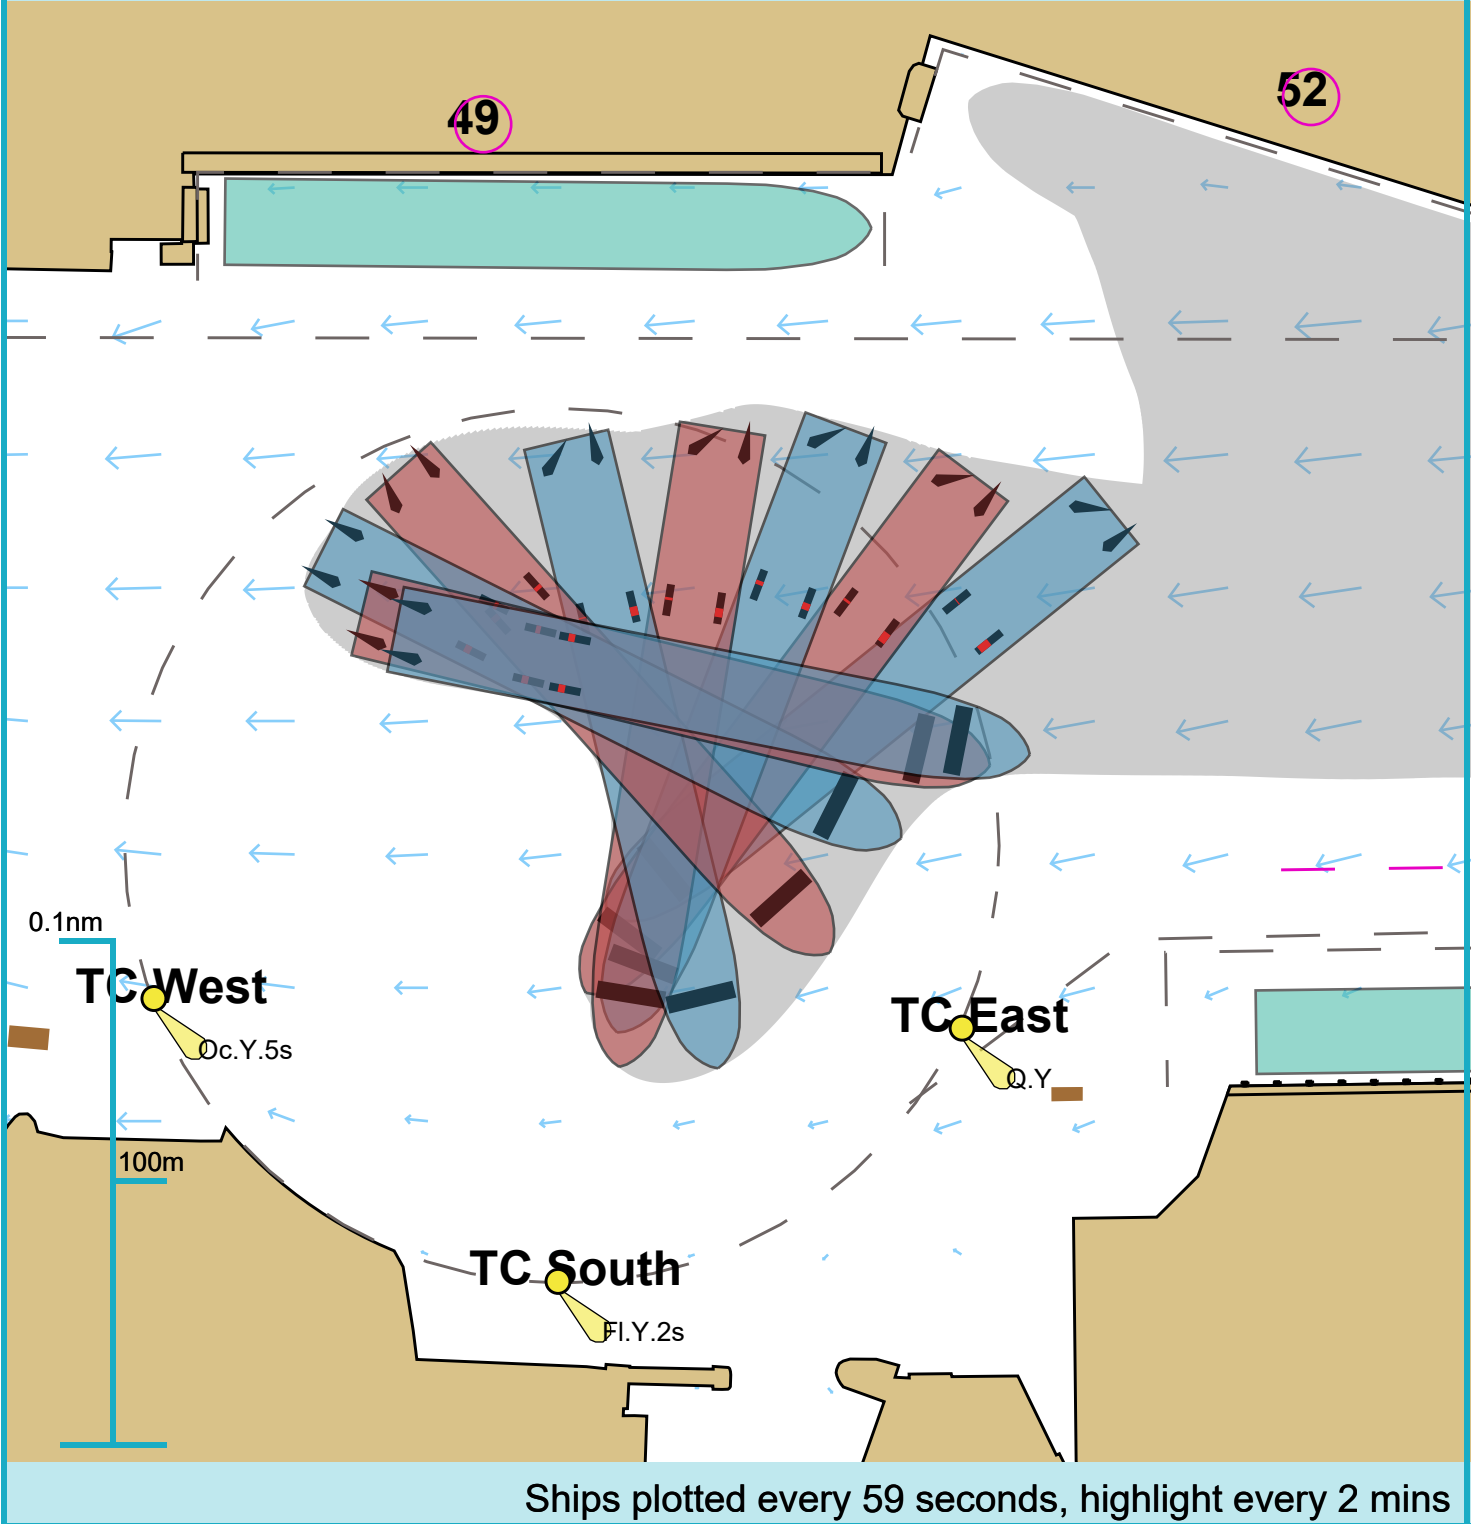 52
49
0.1nm
TC West
TC East
Oc.Y.5s
Q.Y
100m
TC South
Fl.Y.2s
Ships plotted every 59 seconds, highlight every 2 mins